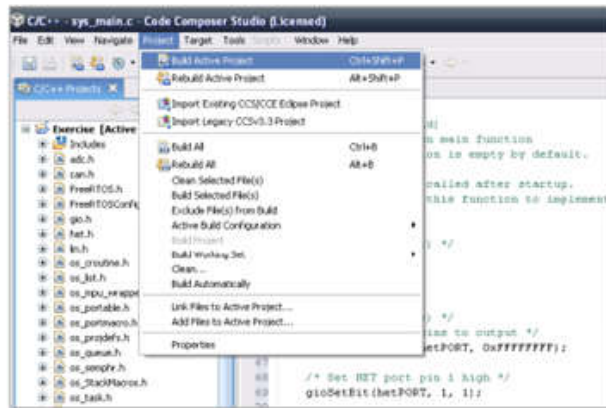 C/C++ - sys_main.c - Code Composer Studio (Licensed)
File Edit View Navigate Project Target Tools Scripts Window Help
Build Active Project Ctrl+Shift+P
Rebuild Active Project Alt+Shift+P
C/C++ Projects
Import Existing CCS/CCE Eclipse Project
Import Legacy CCSv3.3 Project
Exercise [Active
Includes
adc.h
can.h
FreeRTOS.h
FreeRTOSConfig
gio.h
het.h
lin.h
os_croutine.h
os_list.h
os_mpu_wrappe
os_portable.h
os_portmacro.h
os_projdefs.h
os_queue.h
os_semphr.h
os_StackMacros.h
os_task.h
Build All Ctrl+B
Rebuild All Alt+B
Clean Selected File(s)
Build Selected File(s)
Exclude File(s) from Build
Active Build Configuration
Build Project
Build Working Set
Clean...
Build Automatically
Link Files to Active Project...
Add Files to Active Project...
Properties
main function
on is empty by default.
called after startup.
this function to implement
*/
*/
to output */
hetPORT, 0xFFFFFFFF);
67
68 /* Set HET port pin 1 high */
69 gioSetBit(hetPORT, 1, 1);